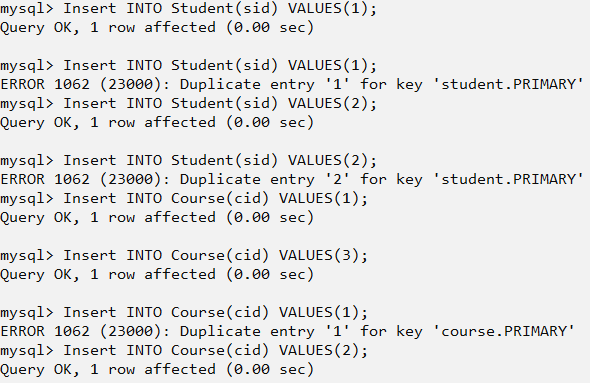 mysql> Insert INTO Student(sid) VALUES(1);
Query OK, 1 row affected (0.00 sec)
mysql> Insert INTO Student(sid) VALUES(1);
ERROR 1062 (23000): Duplicate entry '1' for key 'student.PRIMARY'
mysql> Insert INTO Student(sid) VALUES(2);
Query OK, 1 row affected (0.00 sec)
mysql> Insert INTO Student(sid) VALUES(2);
ERROR 1062 (23000): Duplicate entry '2' for key 'student.PRIMARY'
mysql> Insert INTO Course(cid) VALUES(1);
Query OK, 1 row affected (0.00 sec)
mysql> Insert INTO Course(cid) VALUES(3);
Query OK, 1 row affected (0.00 sec)
mysql> Insert INTO Course(cid) VALUES(1);
ERROR 1062 (23000): Duplicate entry '1' for key 'course.PRIMARY'
mysql> Insert INTO Course(cid) VALUES(2);
Query OK, 1 row affected (0.00 sec)